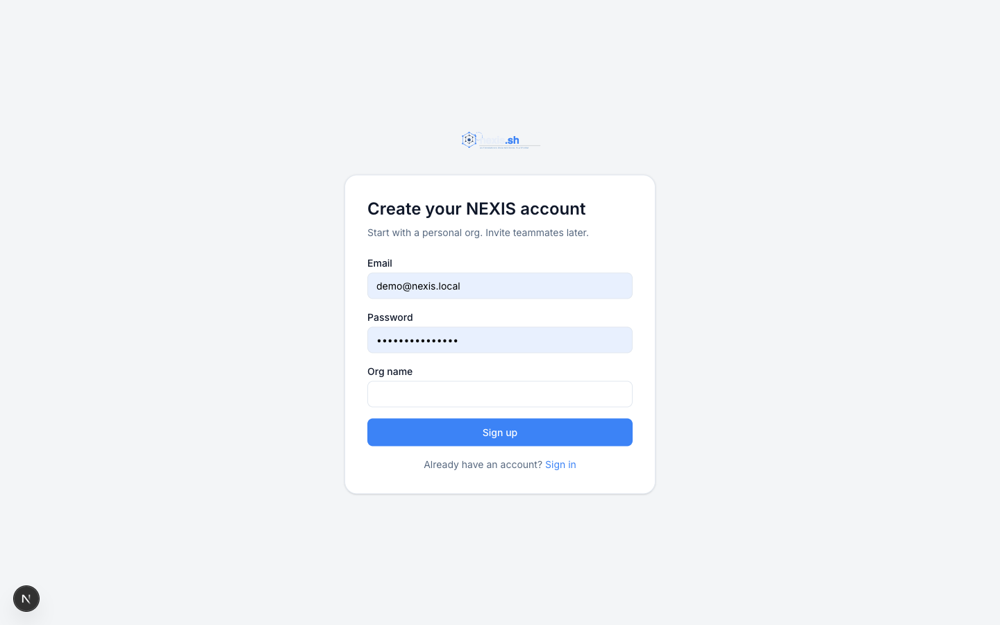 nexis.sh
Create your NEXIS account
Start with a personal org. Invite teammates later.
Email
demo@nexis.local
Password
•••••••••••••••
Org name
Sign up
Already have an account? Sign in
N